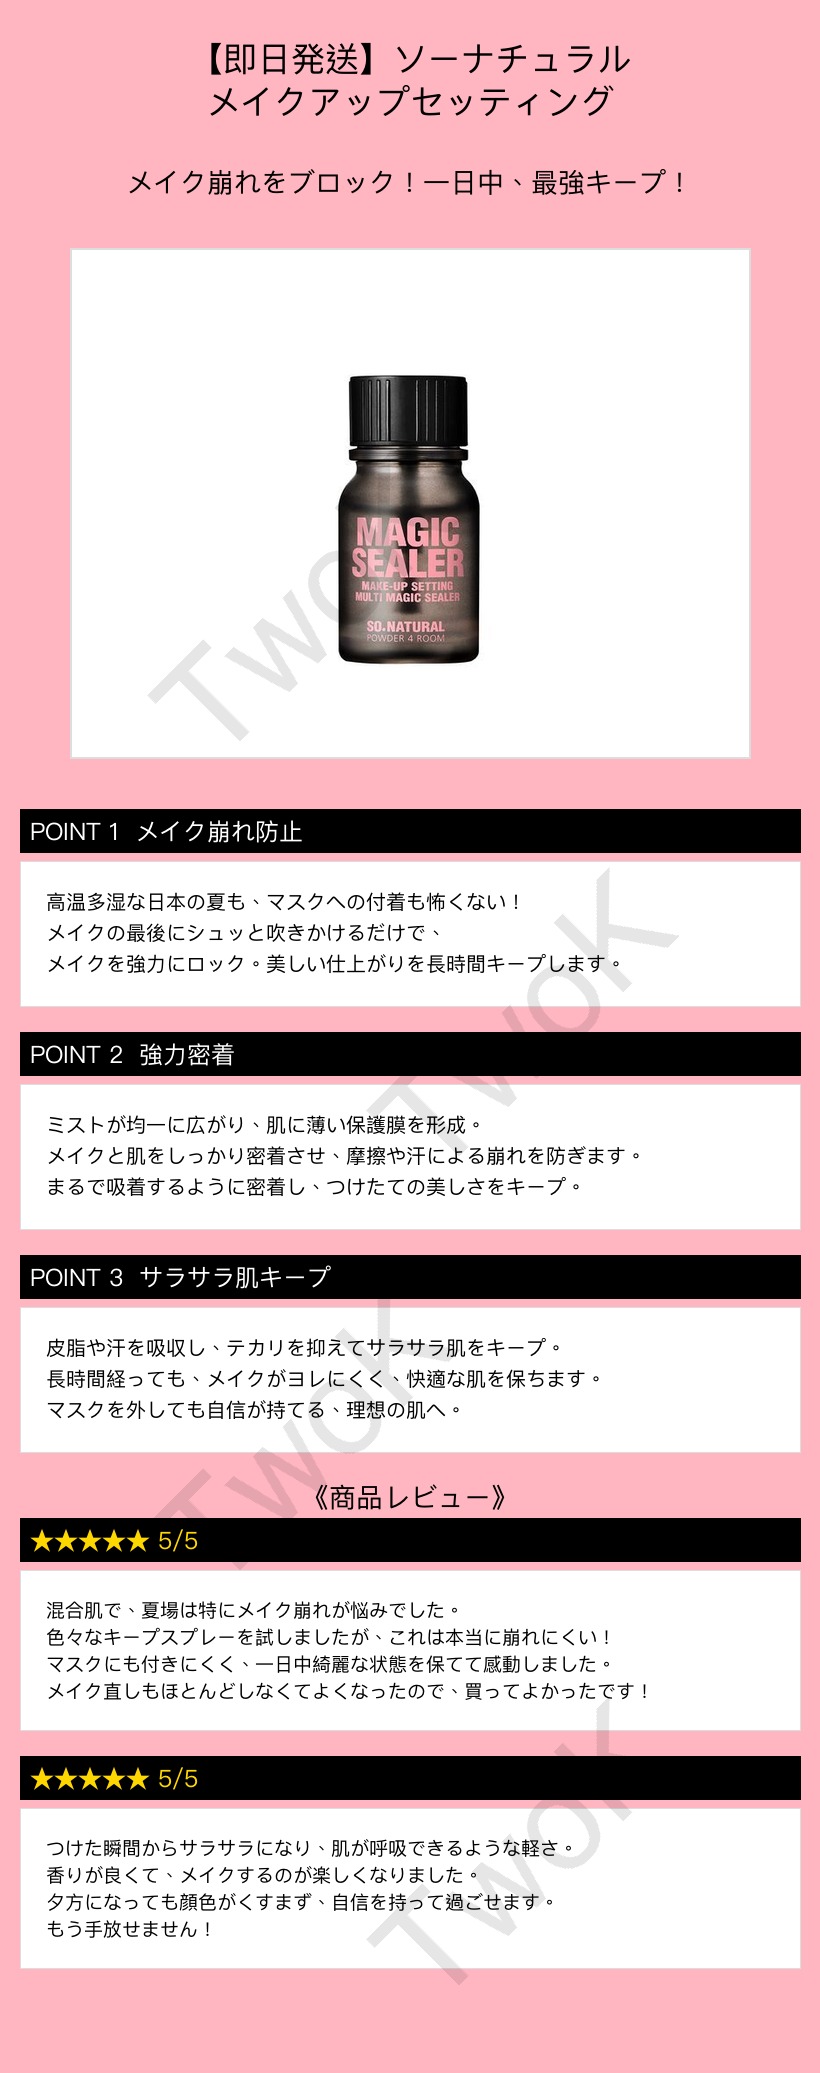 【即日発送】ソーナチュラル
メイクアップセッティング
メイク崩れをブロック！一日中、最強キープ！
MAGIC
SEALER
MAKE-UP SETTING
MULTI MAGIC SEALER
SO.NATURAL
POWDER 4 ROOM
TwoK
POINT 1 メイク崩れ防止
高温多湿な日本の夏も、マスクへの付着も怖くない！
メイクの最後にシュッと吹きかけるだけで、
メイクを強力にロック。美しい仕上がりを長時間キープします。
TwoK
POINT 2 強力密着
ミストが均一に広がり、肌に薄い保護膜を形成。
メイクと肌をしっかり密着させ、摩擦や汗による崩れを防ぎます。
まるで吸着するように密着し、つけたての美しさをキープ。
POINT 3 サラサラ肌キープ
皮脂や汗を吸収し、テカリを抑えてサラサラ肌をキープ。
長時間経っても、メイクがヨレにくく、快適な肌を保ちます。
マスクを外しても自信が持てる、理想の肌へ。
TwoK
《商品レビュー》
★★★★★ 5/5
混合肌で、夏場は特にメイク崩れが悩みでした。
色々なキープスプレーを試しましたが、これは本当に崩れにくい！
マスクにも付きにくく、一日中綺麗な状態を保てて感動しました。
メイク直しもほとんどしなくてよくなったので、買ってよかったです！
★★★★★ 5/5
つけた瞬間からサラサラになり、肌が呼吸できるような軽さ。
香りが良くて、メイクするのが楽しくなりました。
夕方になっても顔色がくすまず、自信を持って過ごせます。
もう手放せません！
TwoK